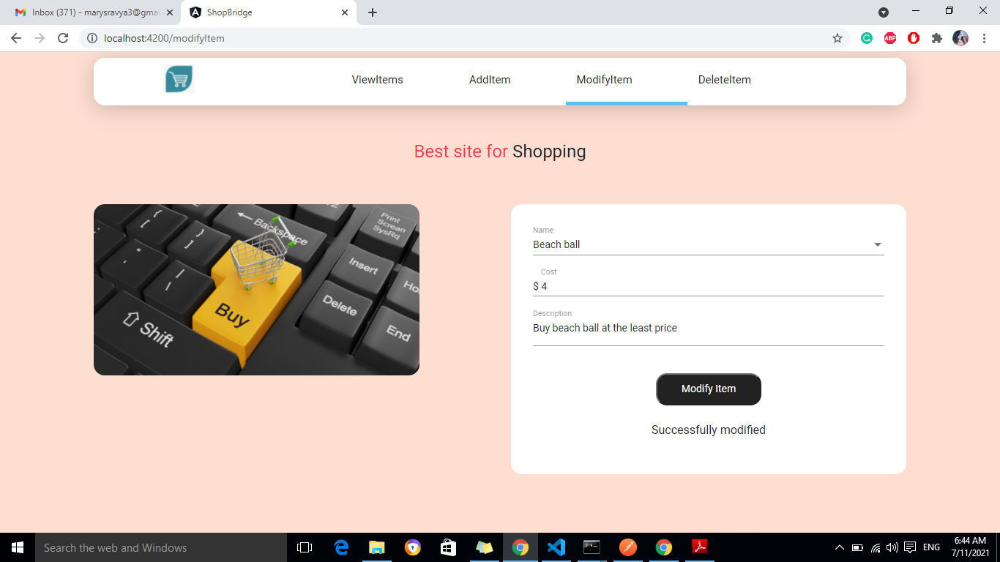 Inbox (371) - marysravya3@gmai
ShopBridge
localhost:4200/modifyItem
ABP
ViewItems
AddItem
ModifyItem
DeleteItem
Best site for Shopping
Backspace
Print
Screan
SysRq
Insert
Delete
End
Buy
Shift
Name
Beach ball
Cost
$ 4
Description
Buy beach ball at the least price
Modify Item
Successfully modified
Search the web and Windows
ENG
6:44 AM
7/11/2021